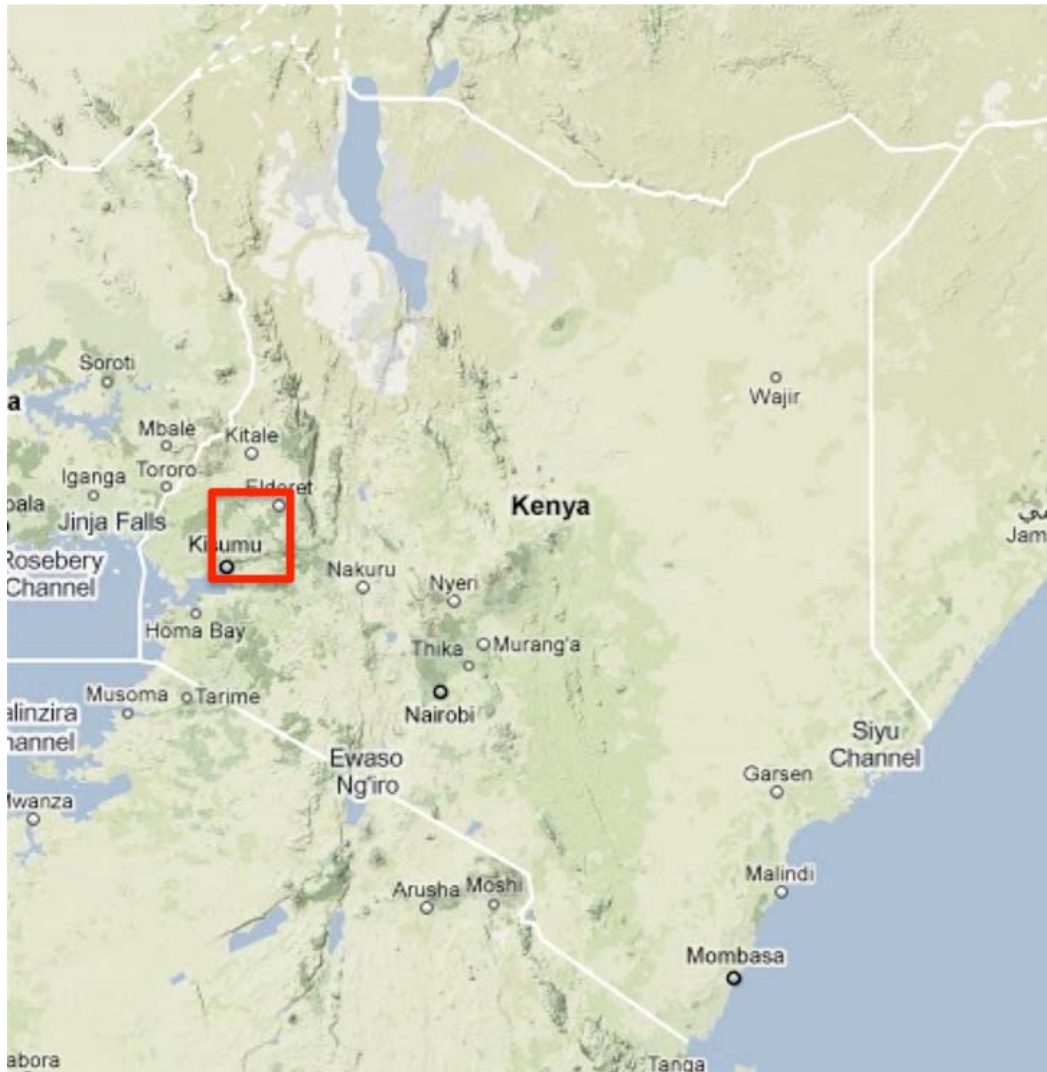 Soroti
a
Wajir
Mbale
Kitale
Iganga
Tororo
Eldoret
pala
Kenya
Jinja Falls
Jam
Kisumu
Rosebery
Channel
Nakuru
Nyeri
Homa Bay
Thika
Murang'a
Musoma
Tarime
Nairobi
alinzira
hannel
Siyu
Channel
Ewaso
Ng'iro
Garsen
Mwanza
Malindi
Arusha
Moshi
Mombasa
abora
Tanga